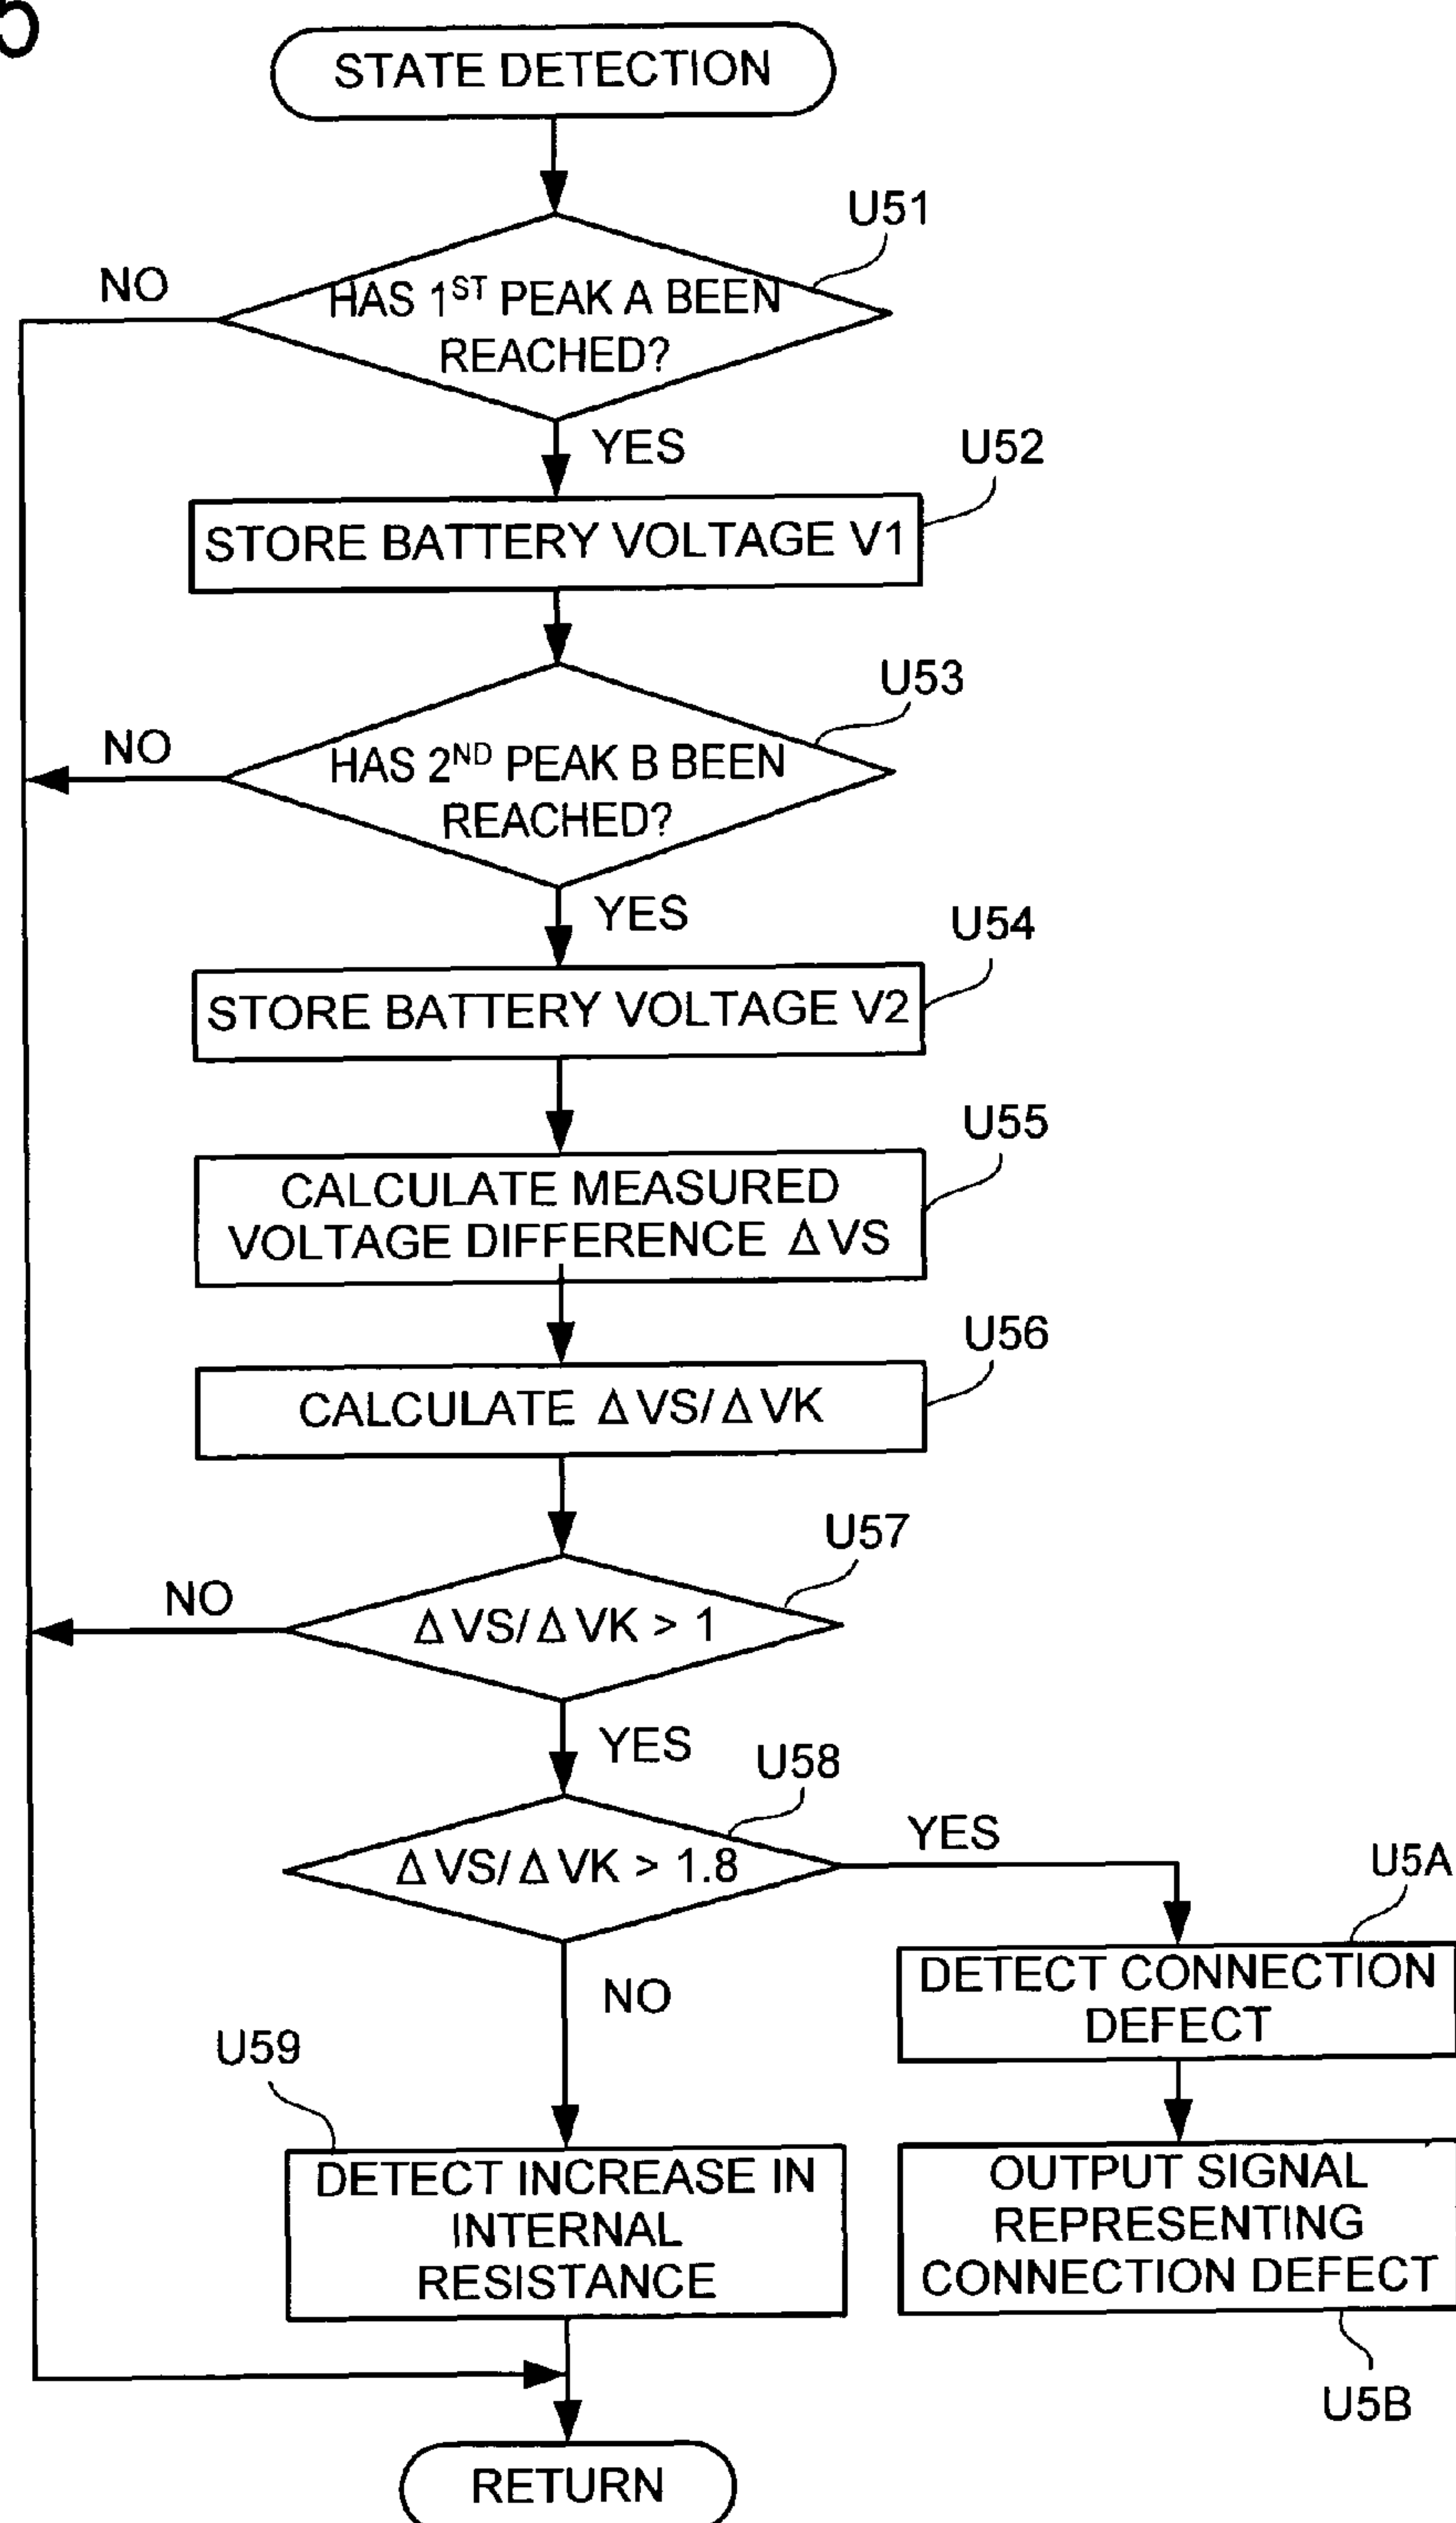 STATE DETECTION
U51
NO
HAS 1ST PEAK A BEEN
REACHED?
YES
U52
STORE BATTERY VOLTAGE V1
U53
NO
HAS 2ND PEAK B BEEN
REACHED?
YES
U54
STORE BATTERY VOLTAGE V2
U55
CALCULATE MEASURED
VOLTAGE DIFFERENCE ΔVS
U56
CALCULATE ΔVS/ΔVK
U57
NO
ΔVS/ΔVK > 1
YES
U58
ΔVS/ΔVK > 1.8
YES
U5A
DETECT CONNECTION
DEFECT
NO
U59
DETECT INCREASE IN
INTERNAL
RESISTANCE
OUTPUT SIGNAL
REPRESENTING
CONNECTION DEFECT
U5B
RETURN